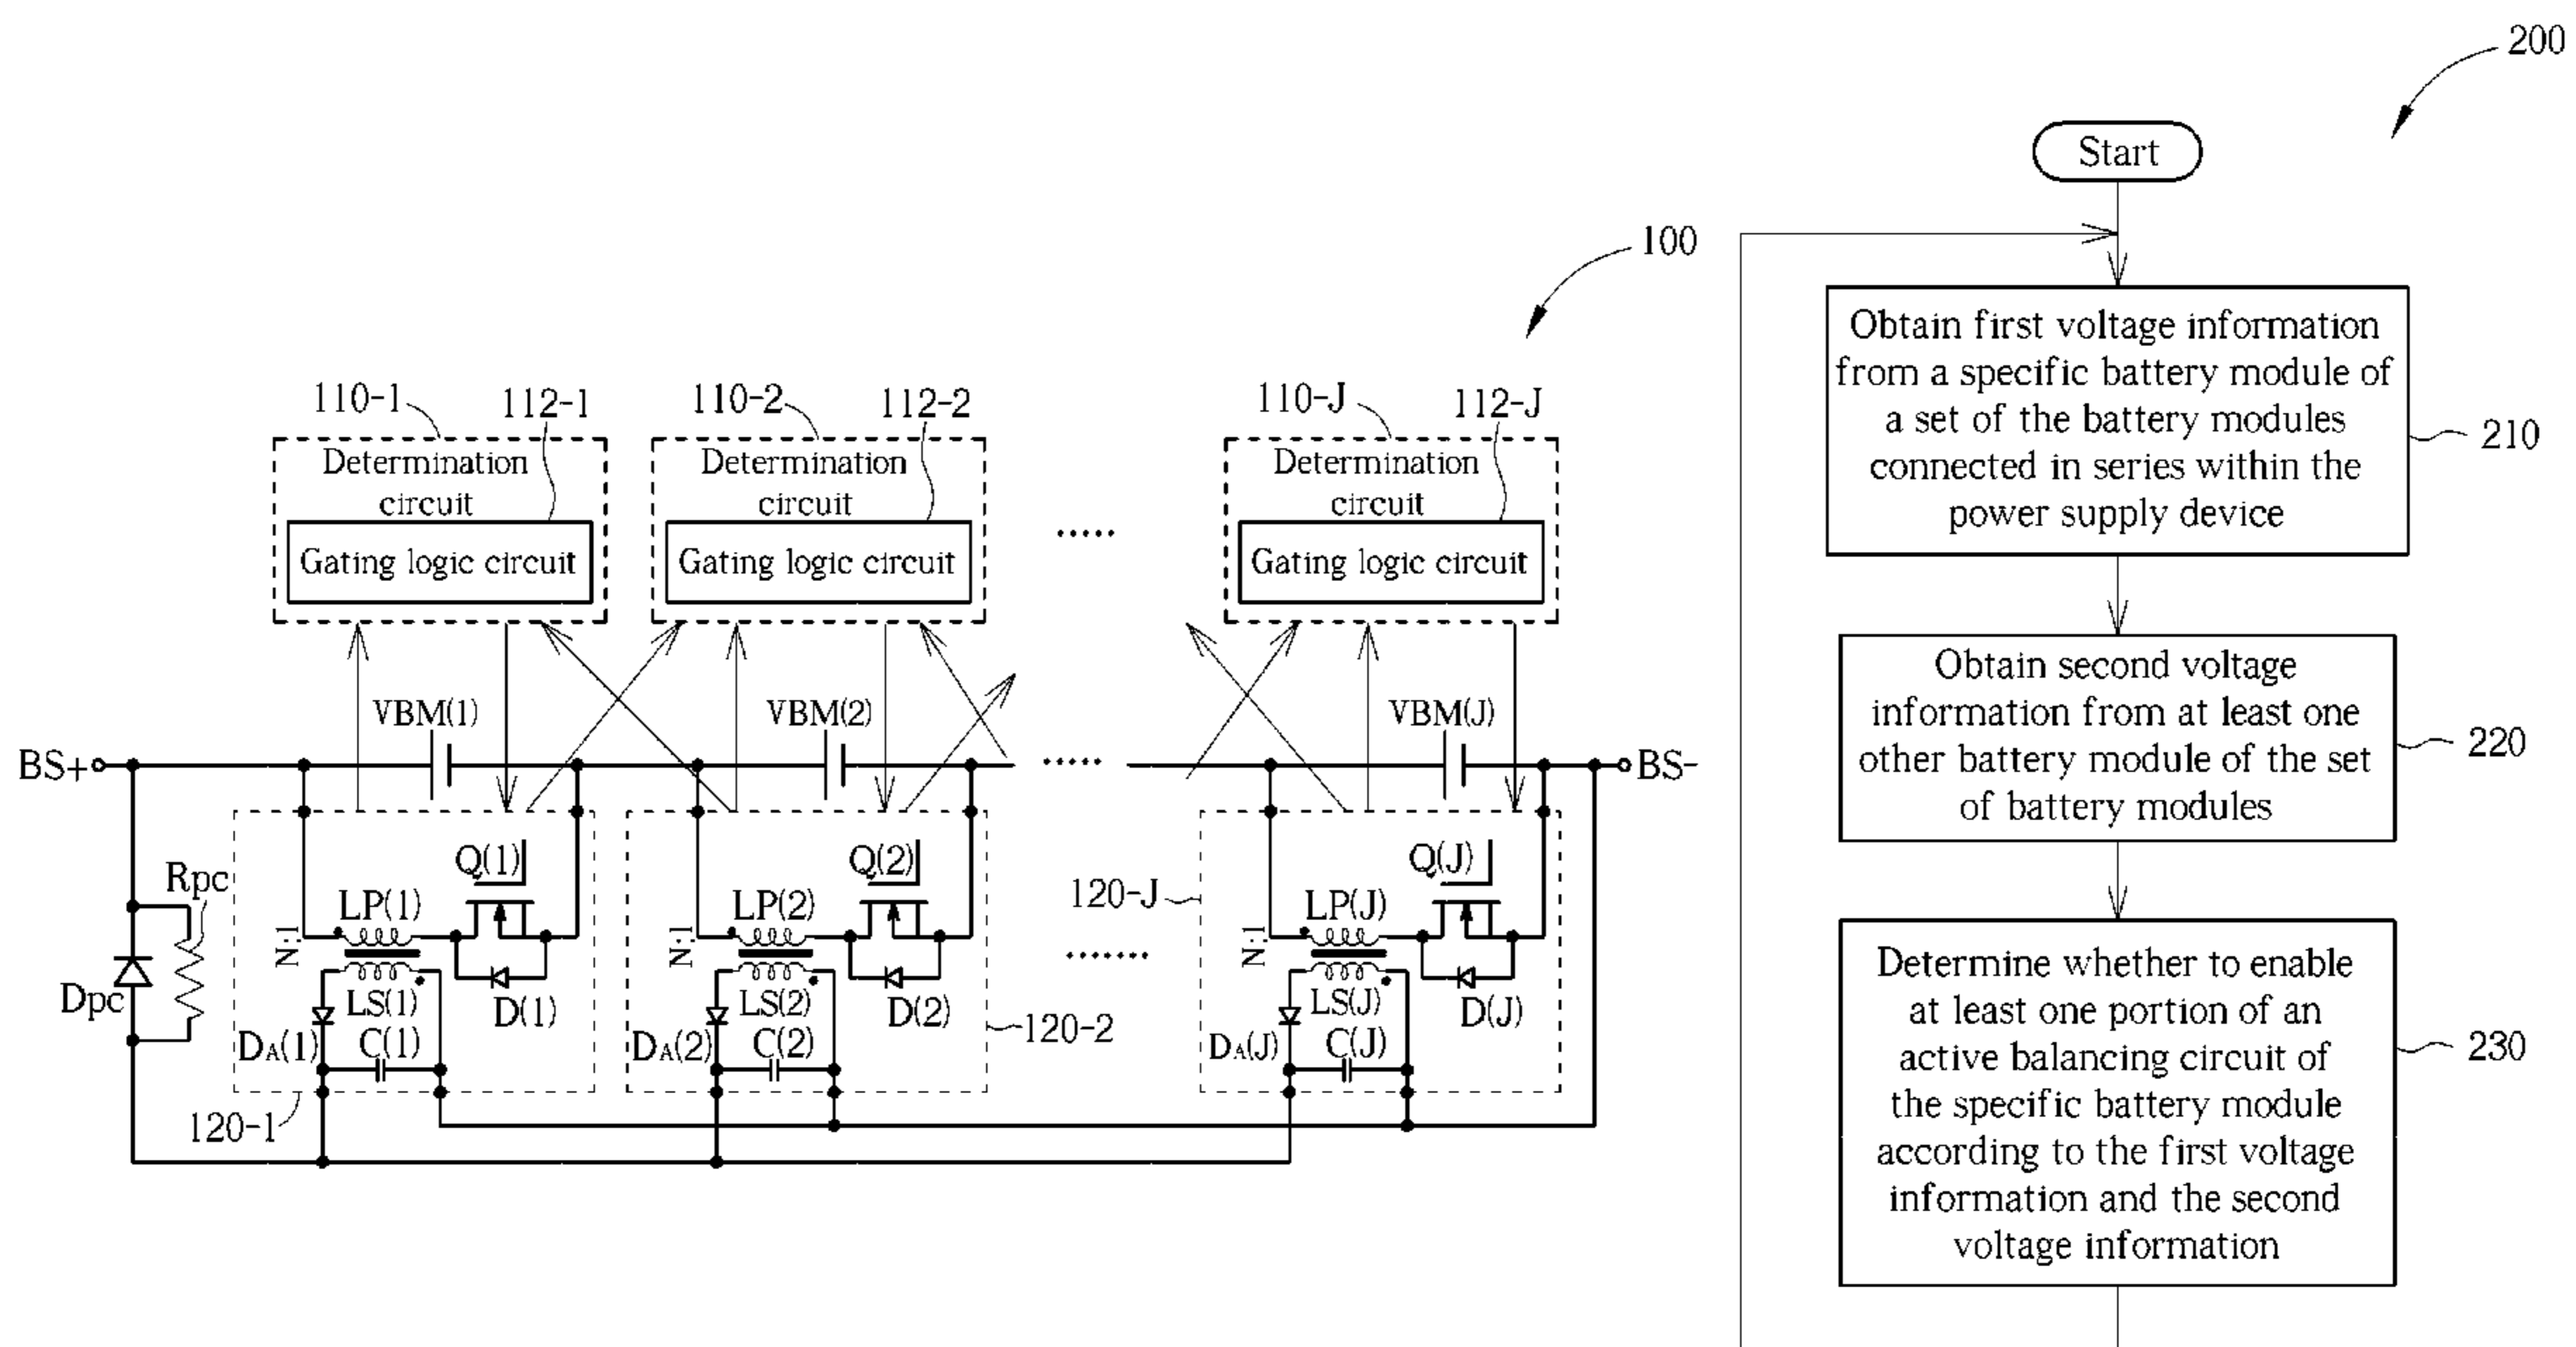 200
Start
100
Obtain first voltage information
from a specific battery module of
a set of the battery modules
connected in series within the
power supply device
210
110-1
112-1
110-2
112-2
110-J
112-J
Determination
circuit
Gating logic circuit
Determination
circuit
Gating logic circuit
Determination
circuit
Gating logic circuit
Obtain second voltage
information from at least one
other battery module of the set
of battery modules
220
VBM(1)
VBM(2)
VBM(J)
BS+
BS-
Q(1)
Q(2)
Q(J)
Rpc
LP(1)
LP(2)
120-J
LP(J)
N:1
N:1
N:1
Dpc
LS(1)
D(1)
LS(2)
D(2)
120-2
LS(J)
D(J)
DA(1)
C(1)
DA(2)
C(2)
DA(J)
C(J)
120-1
Determine whether to enable
at least one portion of an
active balancing circuit of
the specific battery module
according to the first voltage
information and the second
voltage information
230